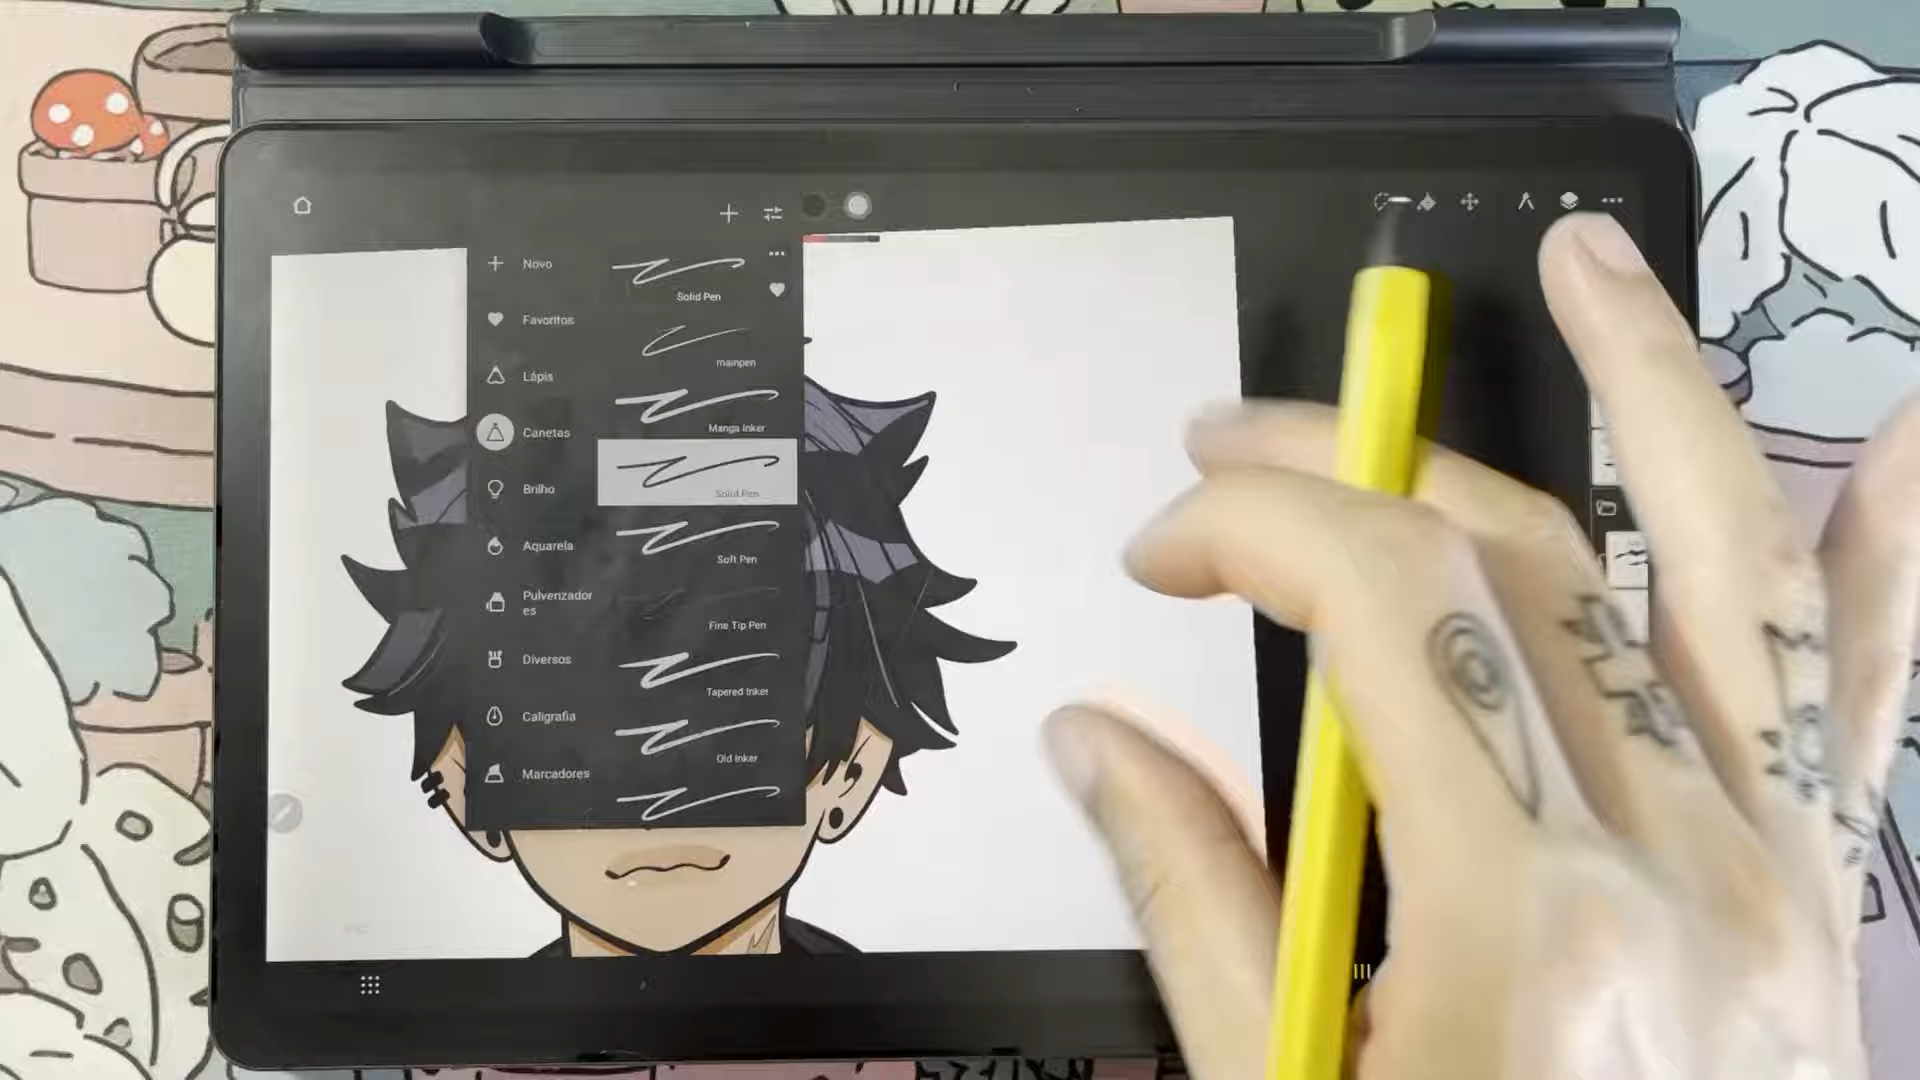 Novo
Favoritos
Lápis
Canetas
Brilho
Aquarela
Pulverizador
es
Diversos
Caligrafia
Marcadores
Solid Pen
mainpen
Manga Inker
Solid Pen
Soft Pen
Fine Tip Pen
Tapered Inker
Old Inker